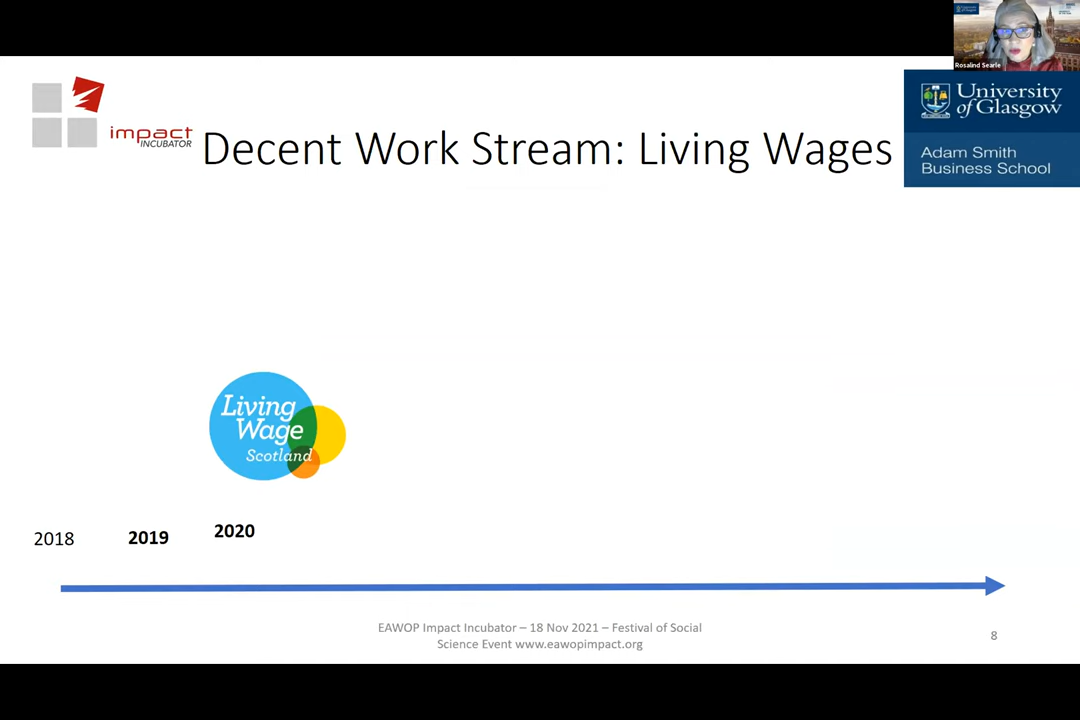 Rosalind Searle
impact
INCUBATOR
Decent Work Stream: Living Wages
University
of Glasgow
Adam Smith
Business School
Living
Wage
Scotland
2018
2019
2020
EAWOP Impact Incubator – 18 Nov 2021 – Festival of Social
Science Event www.eawopimpact.org
8